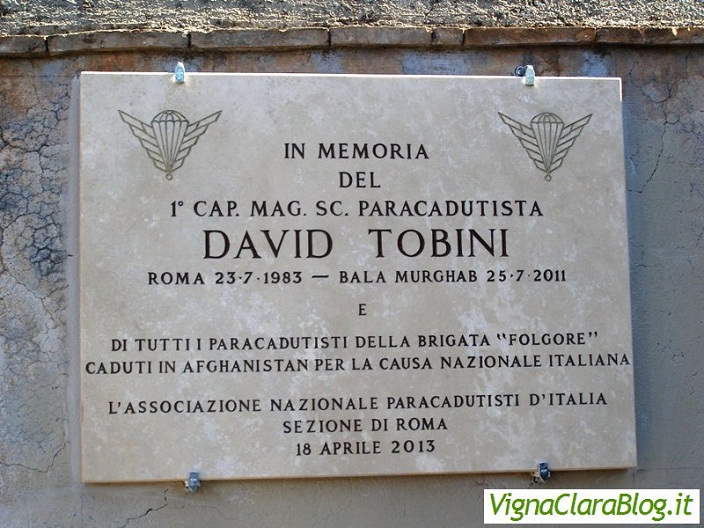 IN MEMORIA
DEL
1° CAP. MAG. SC. PARACADUTISTA
DAVID TOBINI
ROMA 23·7·1983 — BALA MURGHAB 25·7·2011
E
DI TUTTI I PARACADUTISTI DELLA BRIGATA "FOLGORE"
CADUTI IN AFGHANISTAN PER LA CAUSA NAZIONALE ITALIANA
L'ASSOCIAZIONE NAZIONALE PARACADUTISTI D'ITALIA
SEZIONE DI ROMA
18 APRILE 2013
VignaClaraBlog.it